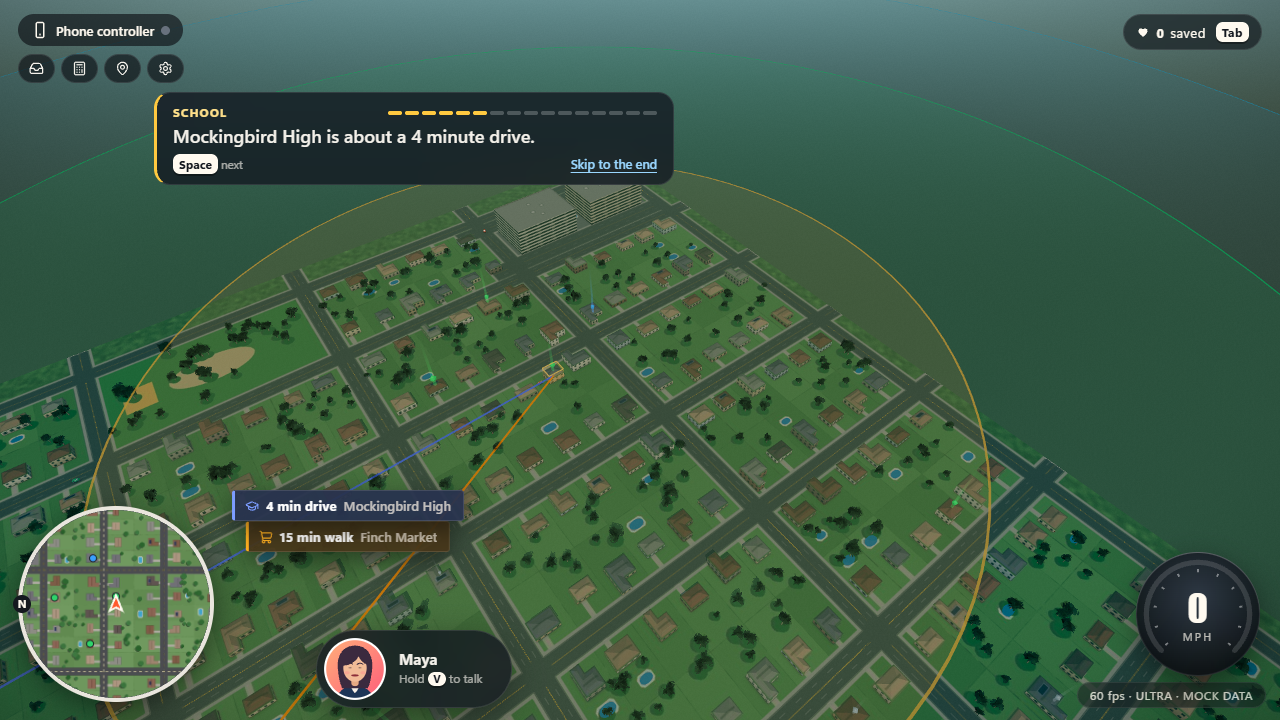 Phone controller
0 saved Tab
SCHOOL
Mockingbird High is about a 4 minute drive.
Space next
Skip to the end
4 min drive Mockingbird High
15 min walk Finch Market
N
Maya
Hold V to talk
0
MPH
60 fps · ULTRA · MOCK DATA